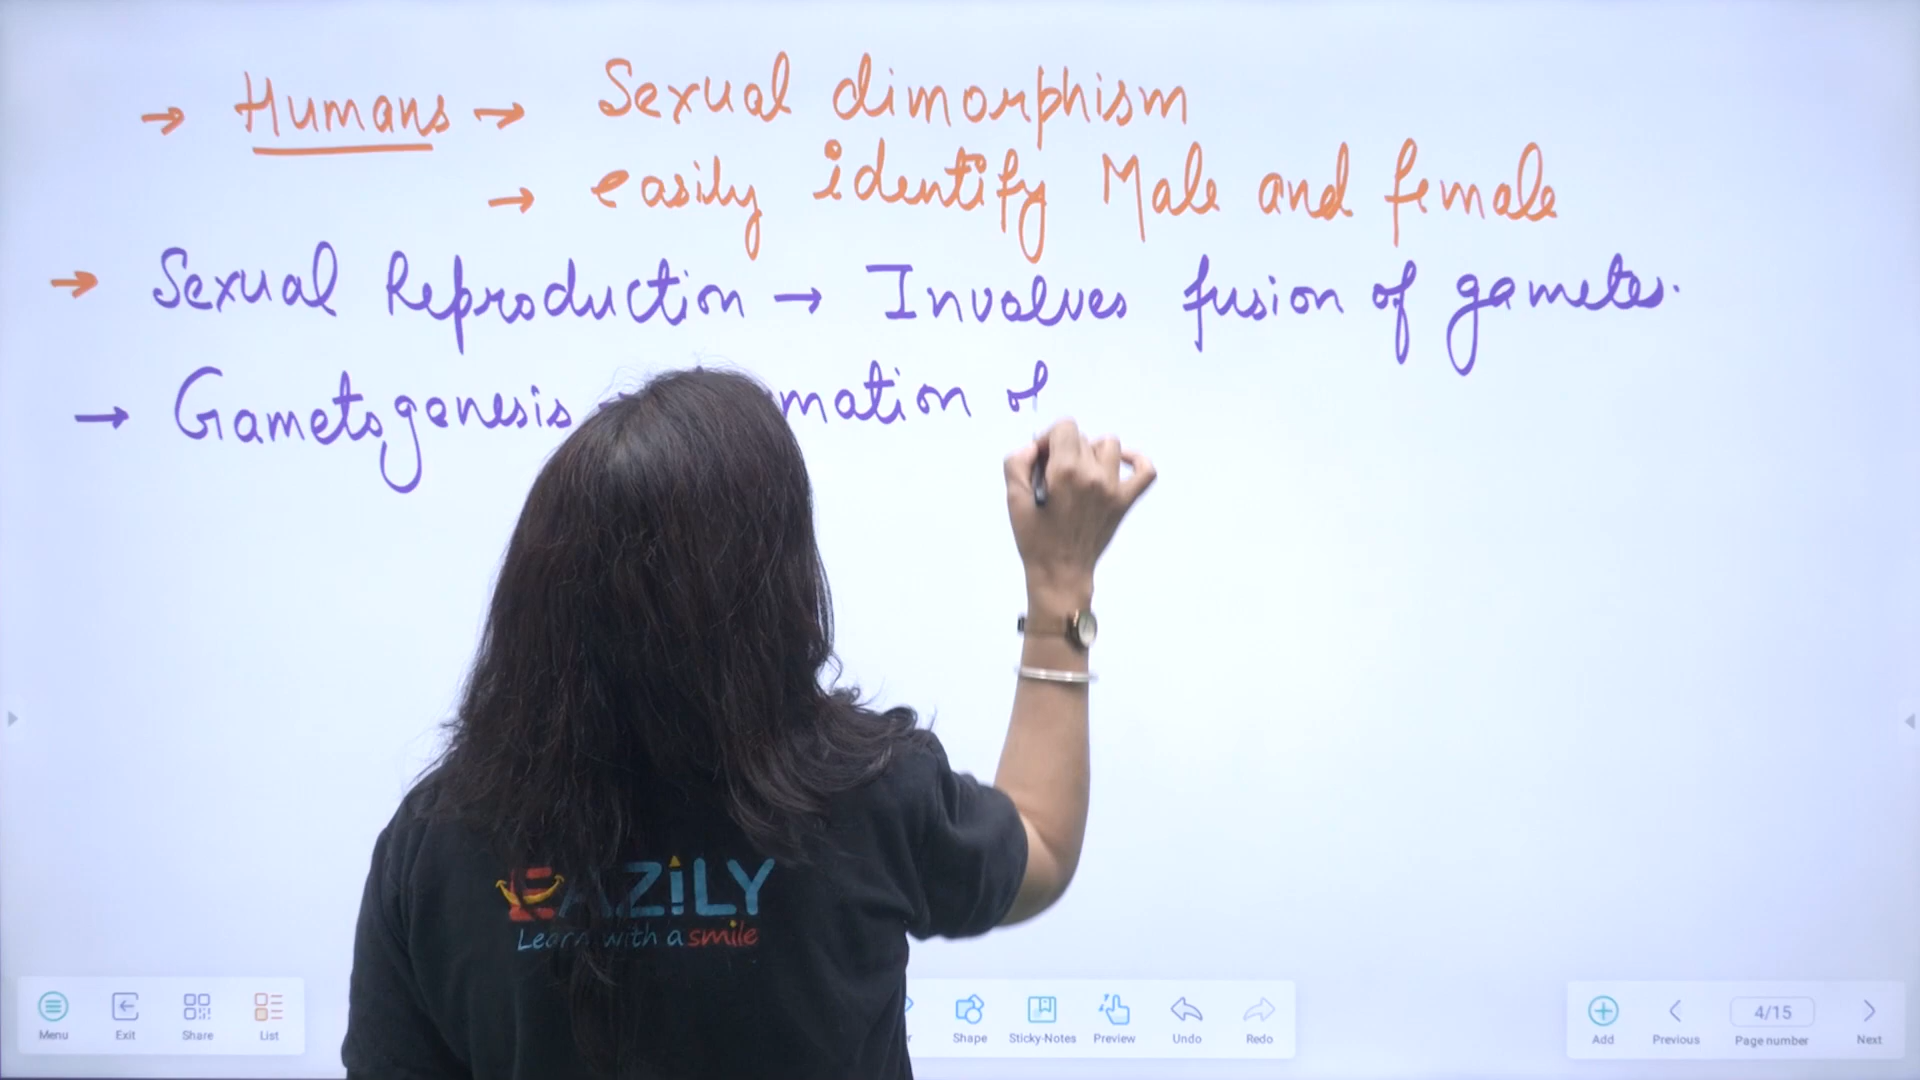 → Humans → Sexual dimorphism
→ easily identify Male and female
→ Sexual Reproduction → Involves fusion of gametes.
→ Gametogenesis mation of
EAZiLY
Learn with a smile
Menu Exit Share List Shape Sticky-Notes Preview Undo Redo Add Previous 4/15 Page number Next